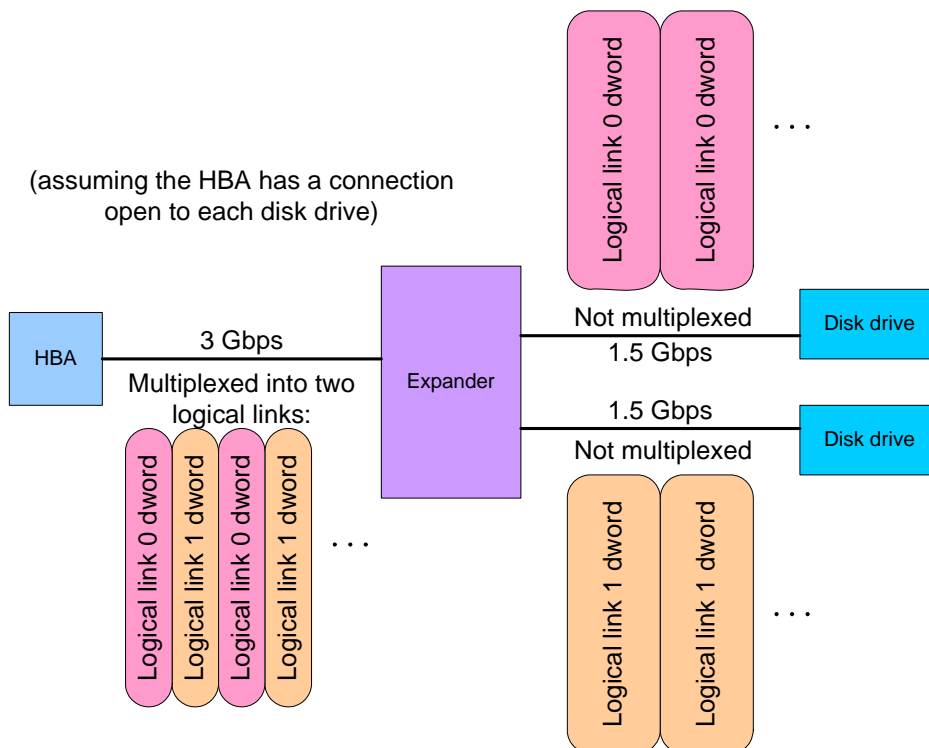 Logical link 0 dword
Logical link 0 dword
. . .
(assuming the HBA has a connection
open to each disk drive)
HBA
3 Gbps
Multiplexed into two
logical links:
Logical link 0 dword
Logical link 1 dword
Logical link 0 dword
Logical link 1 dword
. . .
Expander
Not multiplexed
1.5 Gbps
Disk drive
1.5 Gbps
Not multiplexed
Disk drive
Logical link 1 dword
Logical link 1 dword
. . .